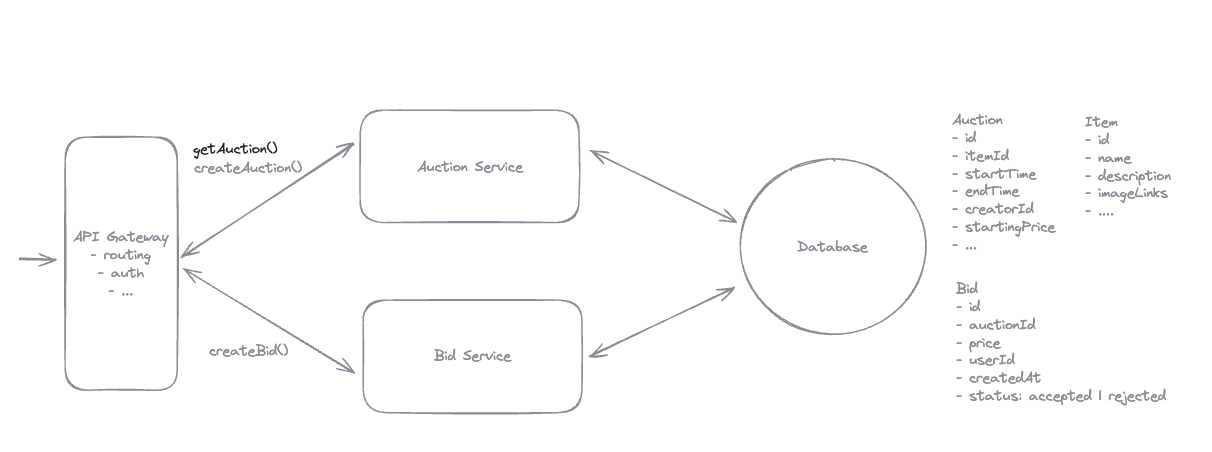 API Gateway
- routing
- auth
- ...
getAuction()
createAuction()
createBid()
Auction Service
Bid Service
Database
Auction
- id
- itemId
- startTime
- endTime
- creatorId
- startingPrice
- ...
Item
- id
- name
- description
- imageLinks
- ....
Bid
- id
- auctionId
- price
- userId
- createdAt
- status: accepted | rejected